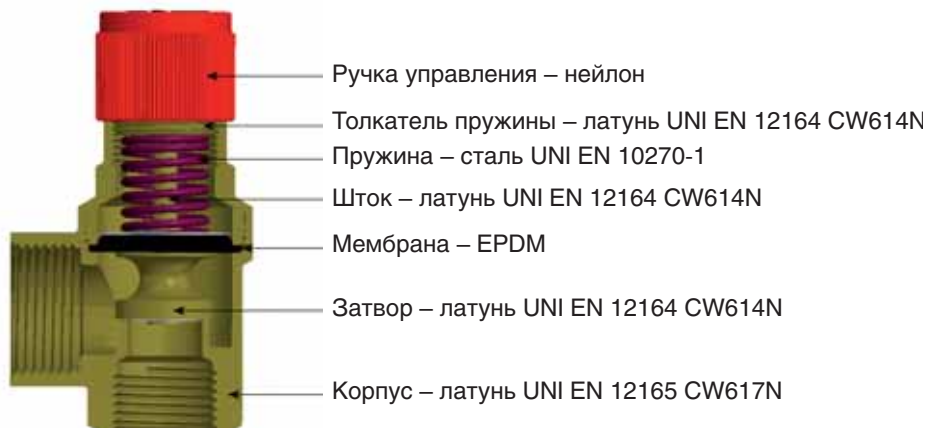 Ручка управления – нейлон
Толкатель пружины – латунь UNI EN 12164 CW614N
Пружина – сталь UNI EN 10270-1
Шток – латунь UNI EN 12164 CW614N
Мембрана – EPDM
Затвор – латунь UNI EN 12164 CW614N
Корпус – латунь UNI EN 12165 CW617N